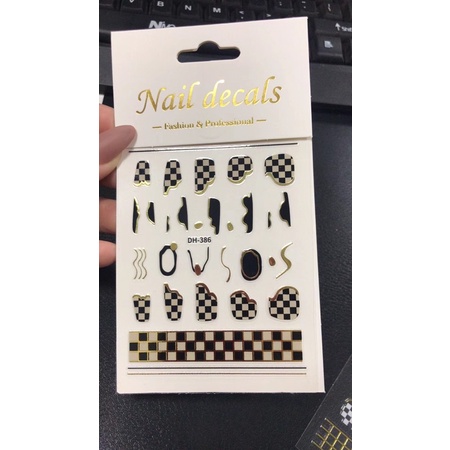 Nail decals
Fashion & Professional
DH-386